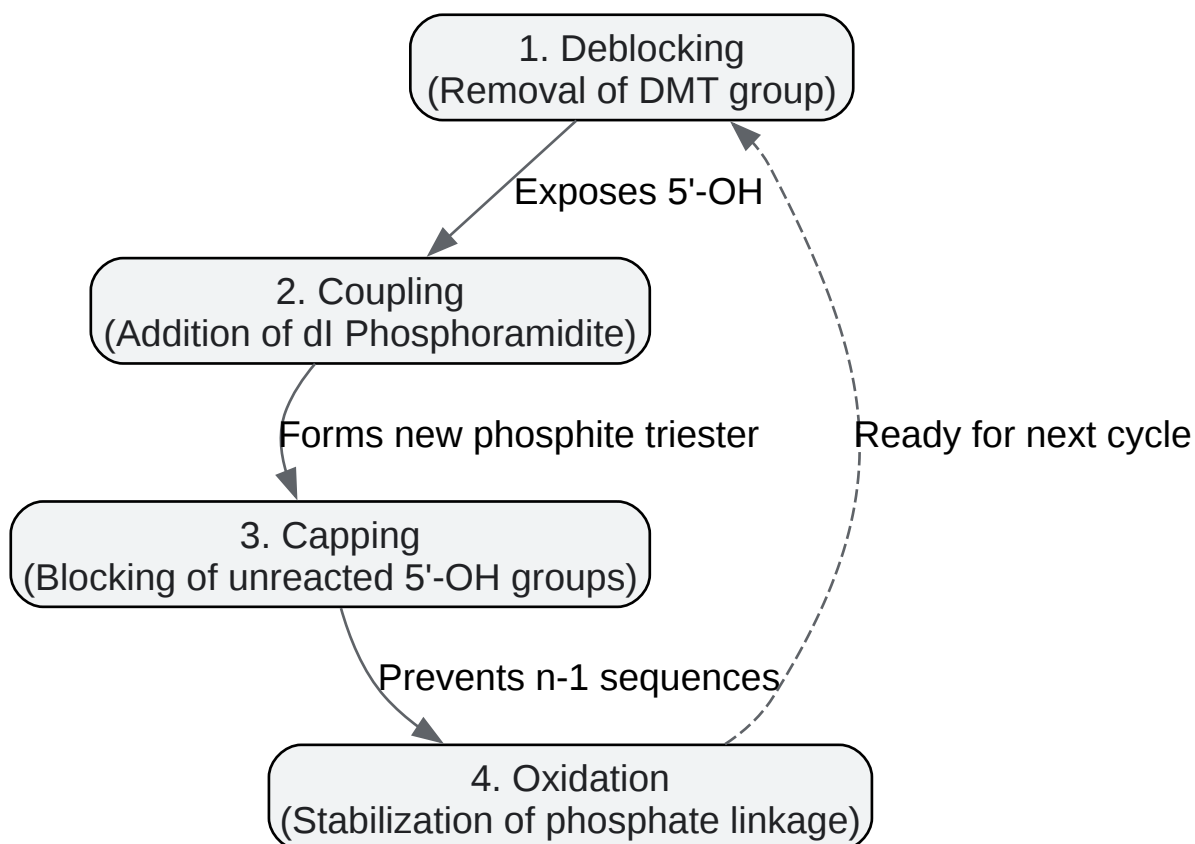 1. Deblocking
(Removal of DMT group)
Exposes 5'-OH
2. Coupling
(Addition of dI Phosphoramidite)
Forms new phosphite triester
Ready for next cycle
3. Capping
(Blocking of unreacted 5'-OH groups)
Prevents n-1 sequences
4. Oxidation
(Stabilization of phosphate linkage)